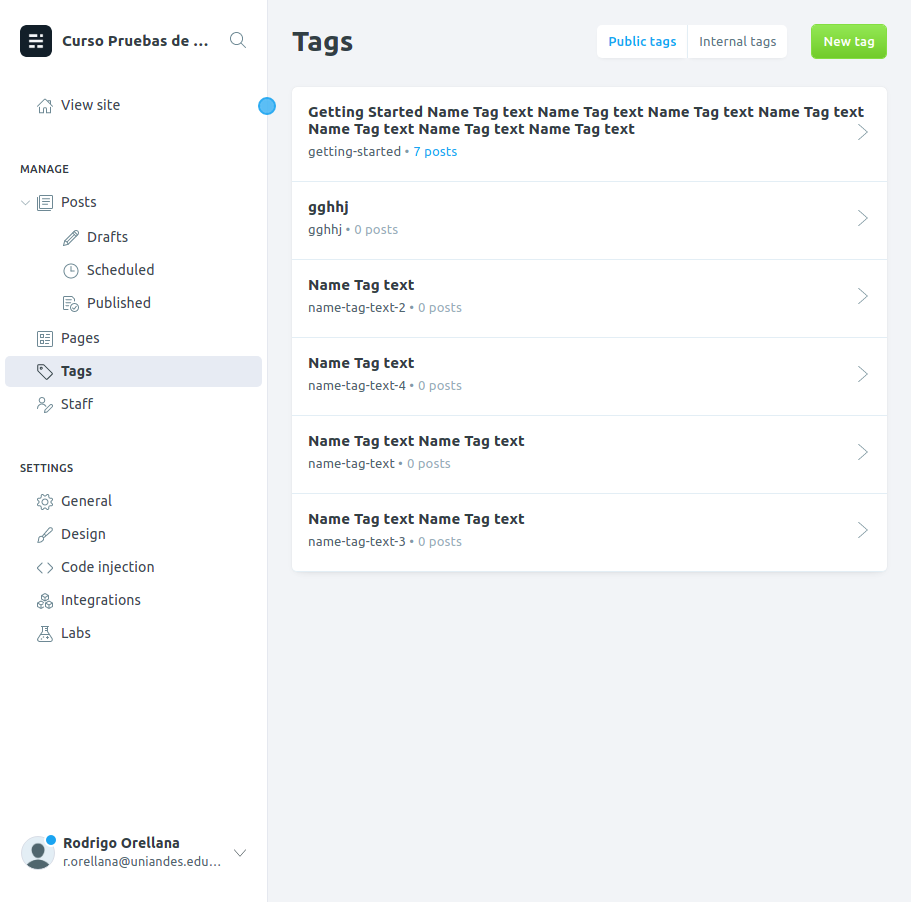 Curso Pruebas de ...
View site
MANAGE
Posts
Drafts
Scheduled
Published
Pages
Tags
Staff
SETTINGS
General
Design
Code injection
Integrations
Labs
Rodrigo Orellana
r.orellana@uniandes.edu...
Tags
Public tags
Internal tags
New tag
Getting Started Name Tag text Name Tag text Name Tag text Name Tag text
Name Tag text Name Tag text Name Tag text
getting-started • 7 posts
gghhj
gghhj • 0 posts
Name Tag text
name-tag-text-2 • 0 posts
Name Tag text
name-tag-text-4 • 0 posts
Name Tag text Name Tag text
name-tag-text • 0 posts
Name Tag text Name Tag text
name-tag-text-3 • 0 posts